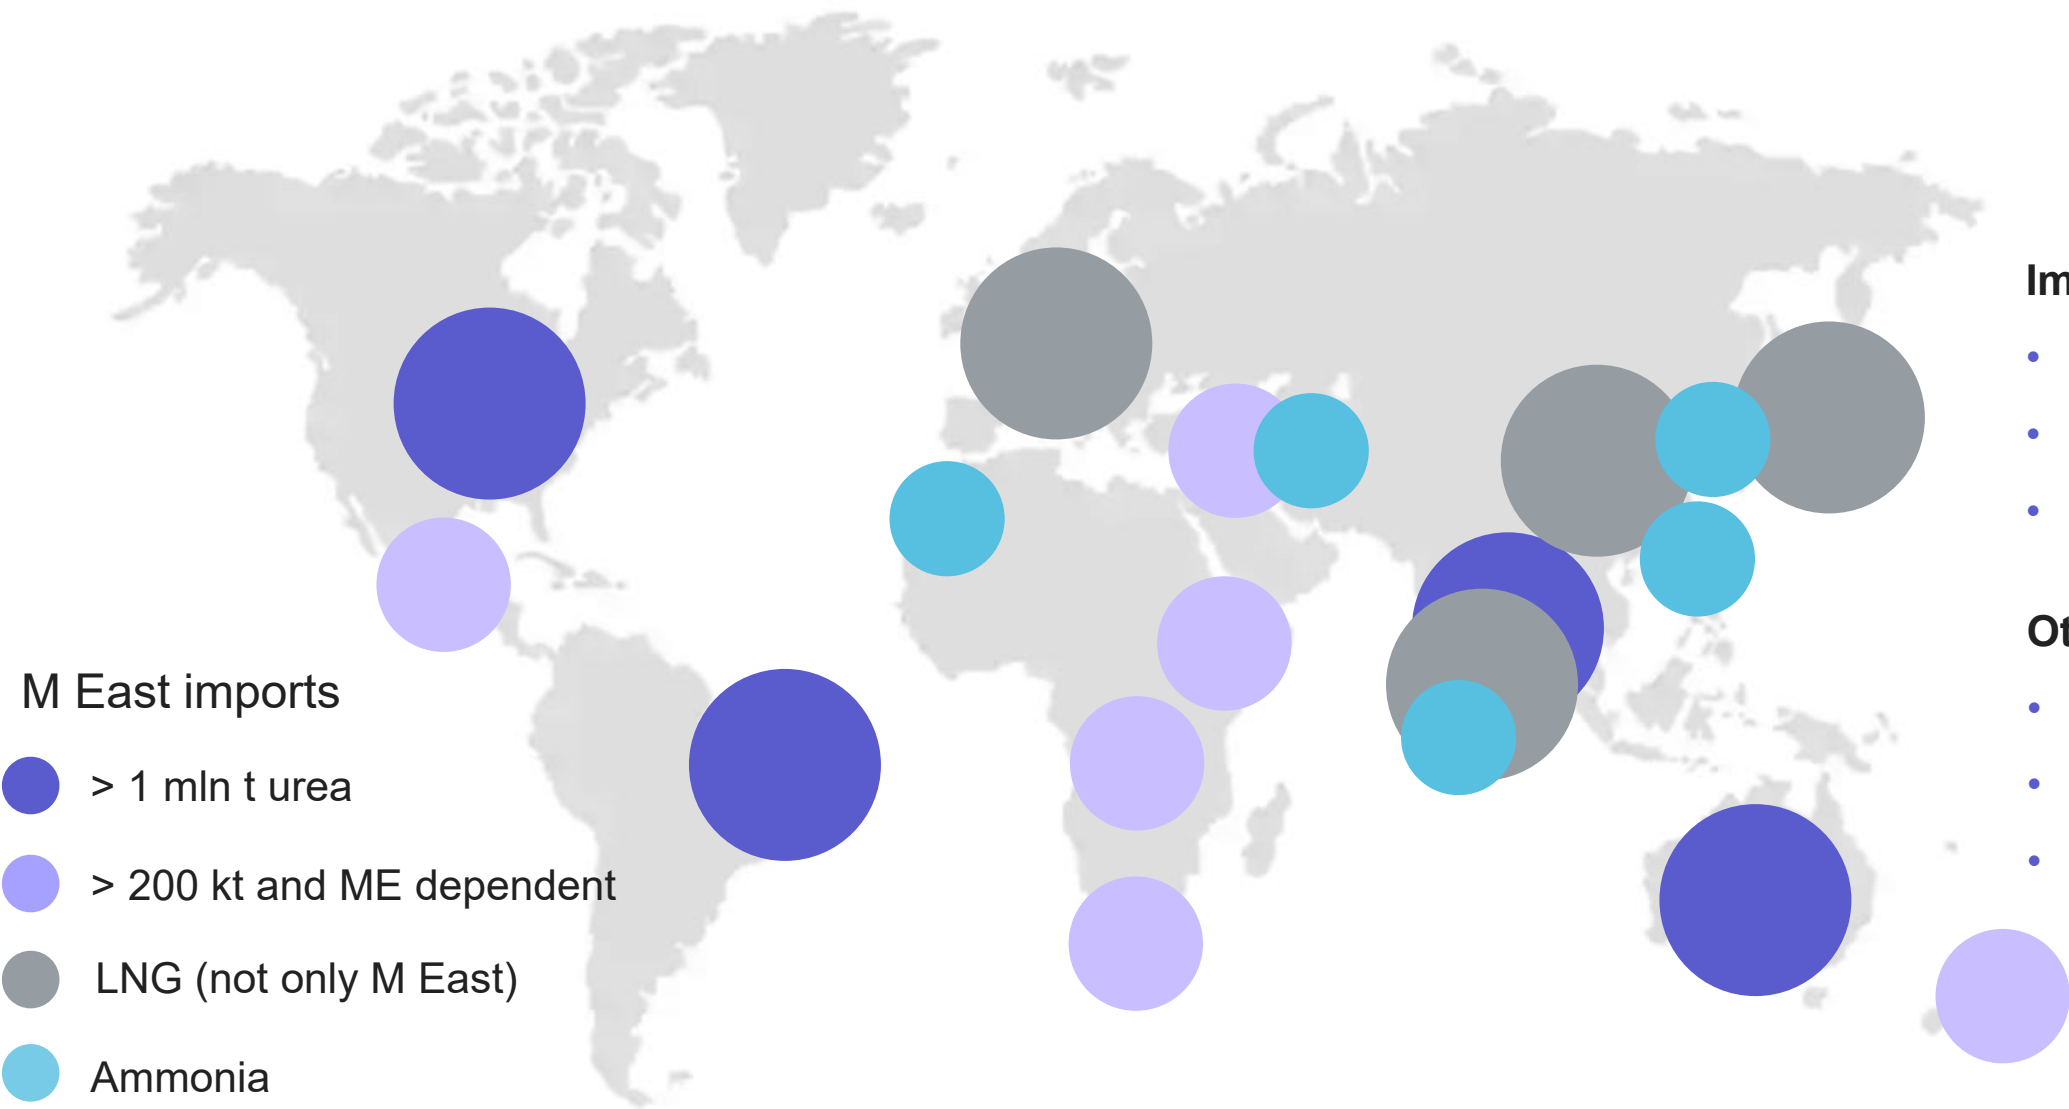 M East imports
> 1 mln t urea
> 200 kt and ME dependent
LNG (not only M East)
Ammonia